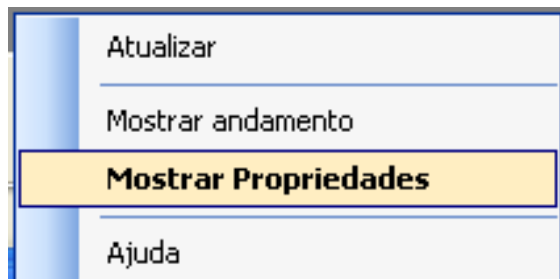 Atualizar
Mostrar andamento
Mostrar Propriedades
Ajuda